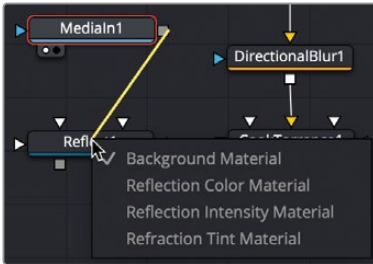 MediaIn1
DirectionalBlur1
Background Material
Reflection Color Material
Reflection Intensity Material
Refraction Tint Material